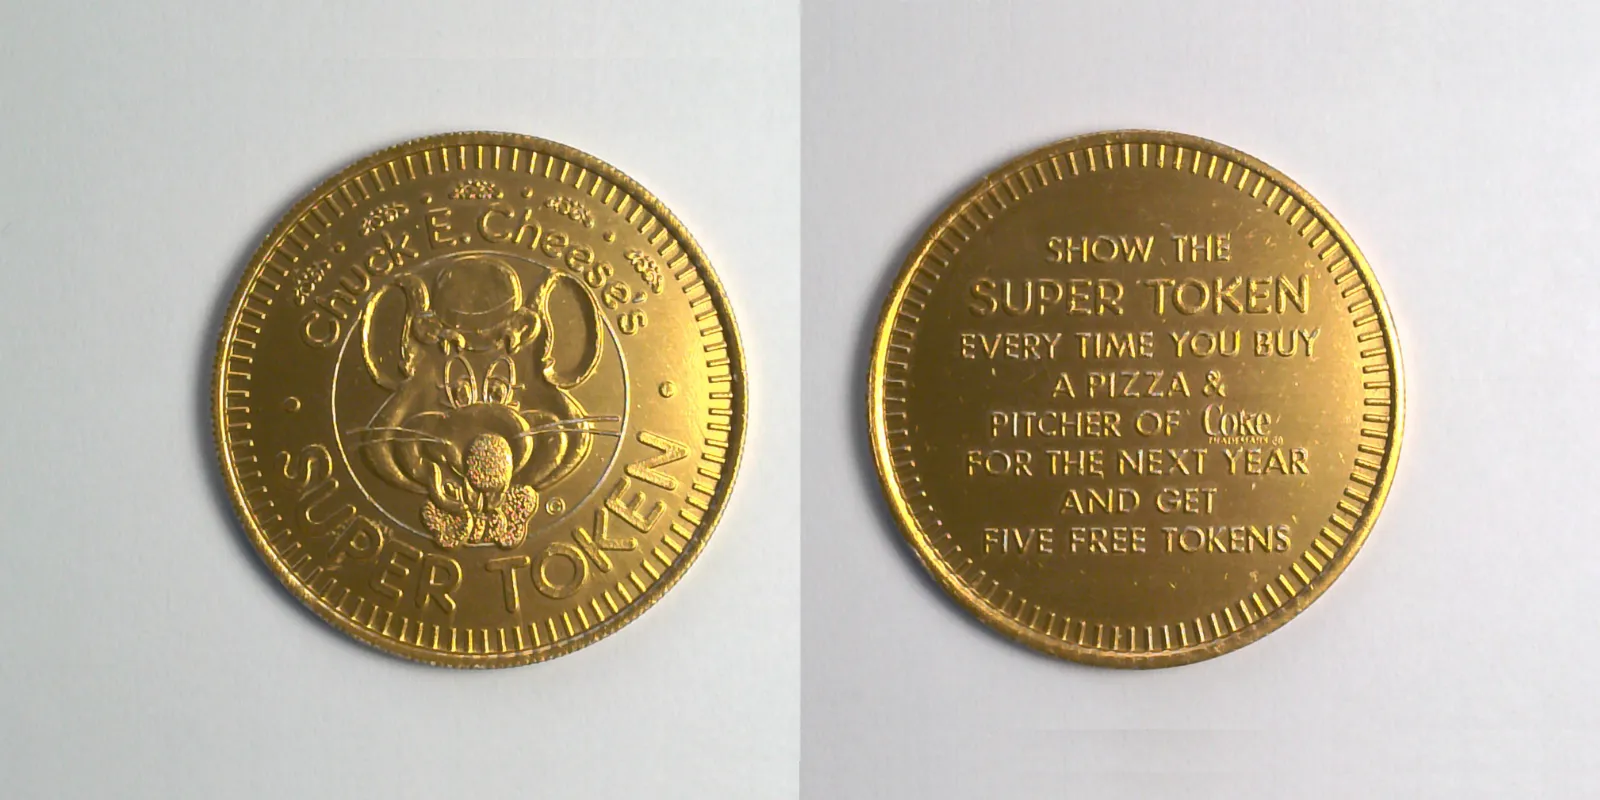 Chuck E. Cheese's
©
SUPER TOKEN
SHOW THE
SUPER TOKEN
EVERY TIME YOU BUY
A PIZZA &
PITCHER OF Coke
TRADEMARK ®
FOR THE NEXT YEAR
AND GET
FIVE FREE TOKENS